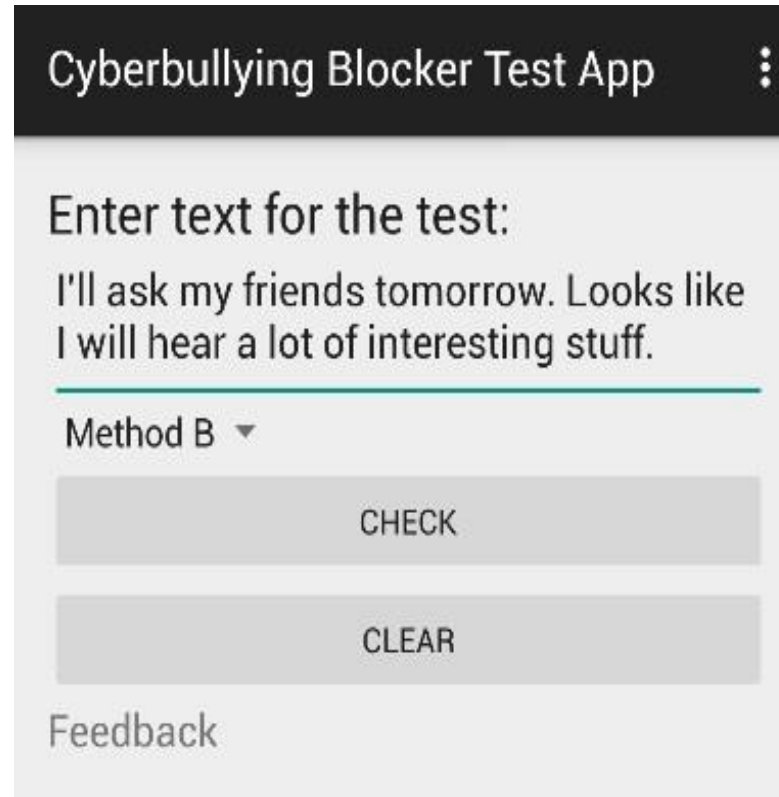 Cyberbullying Blocker Test App
Enter text for the test:
I'll ask my friends tomorrow. Looks like
I will hear a lot of interesting stuff.
Method B
CHECK
CLEAR
Feedback